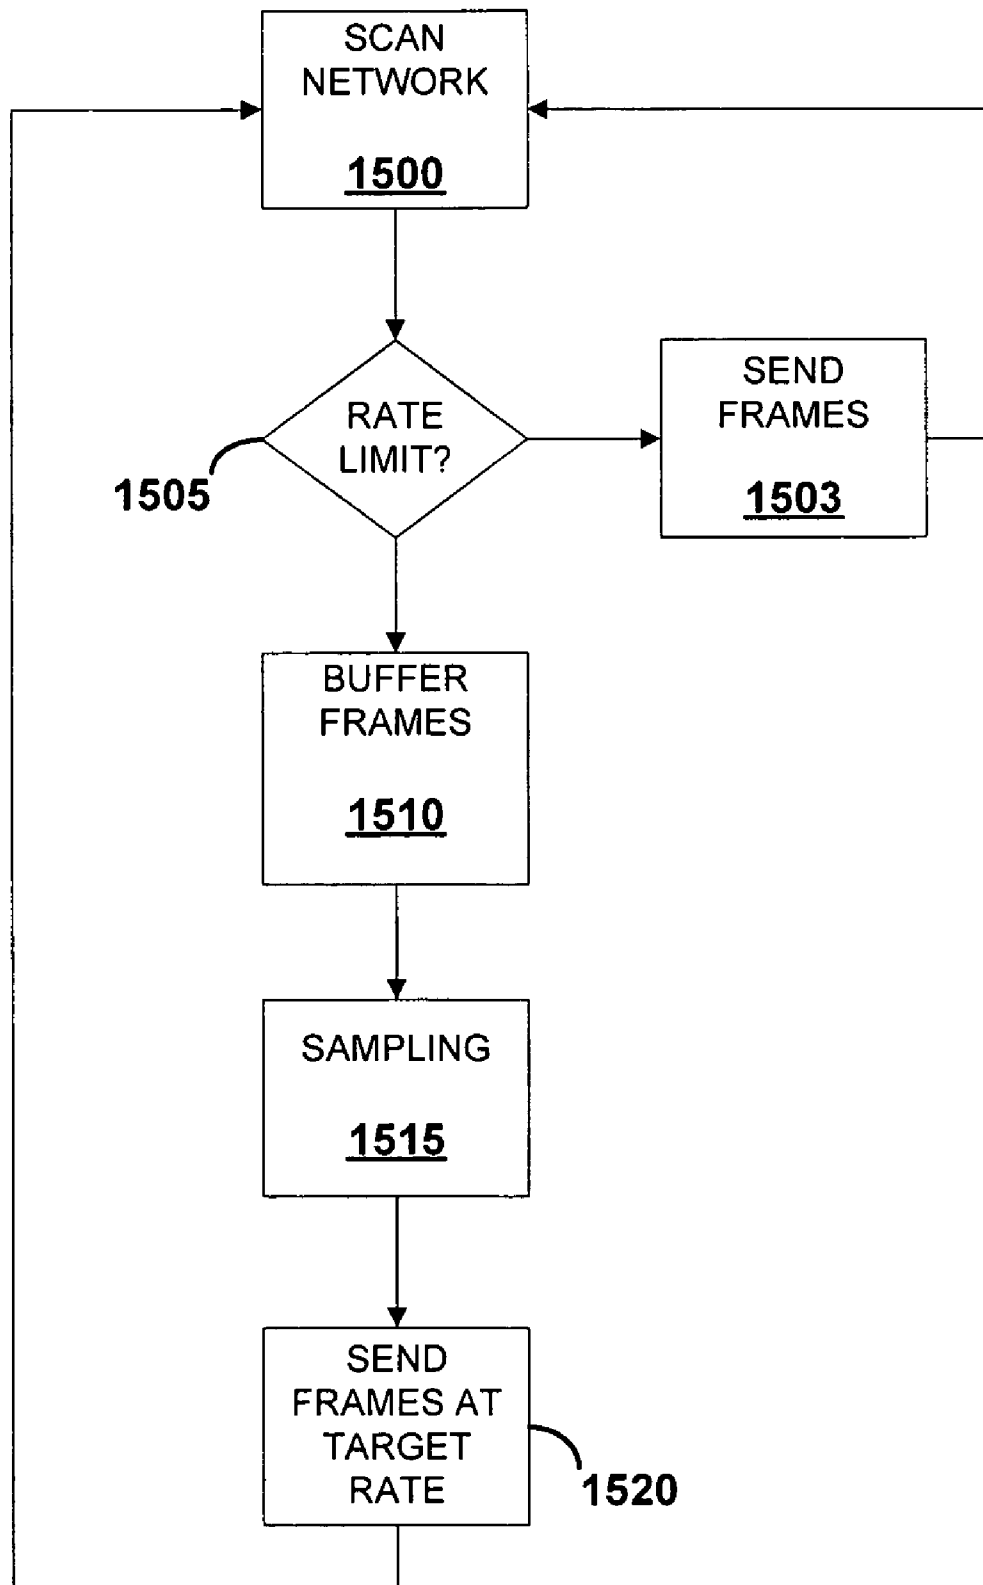 SCAN
NETWORK
1500
RATE
LIMIT?
1505
SEND
FRAMES
1503
BUFFER
FRAMES
1510
SAMPLING
1515
SEND
FRAMES AT
TARGET
RATE
1520